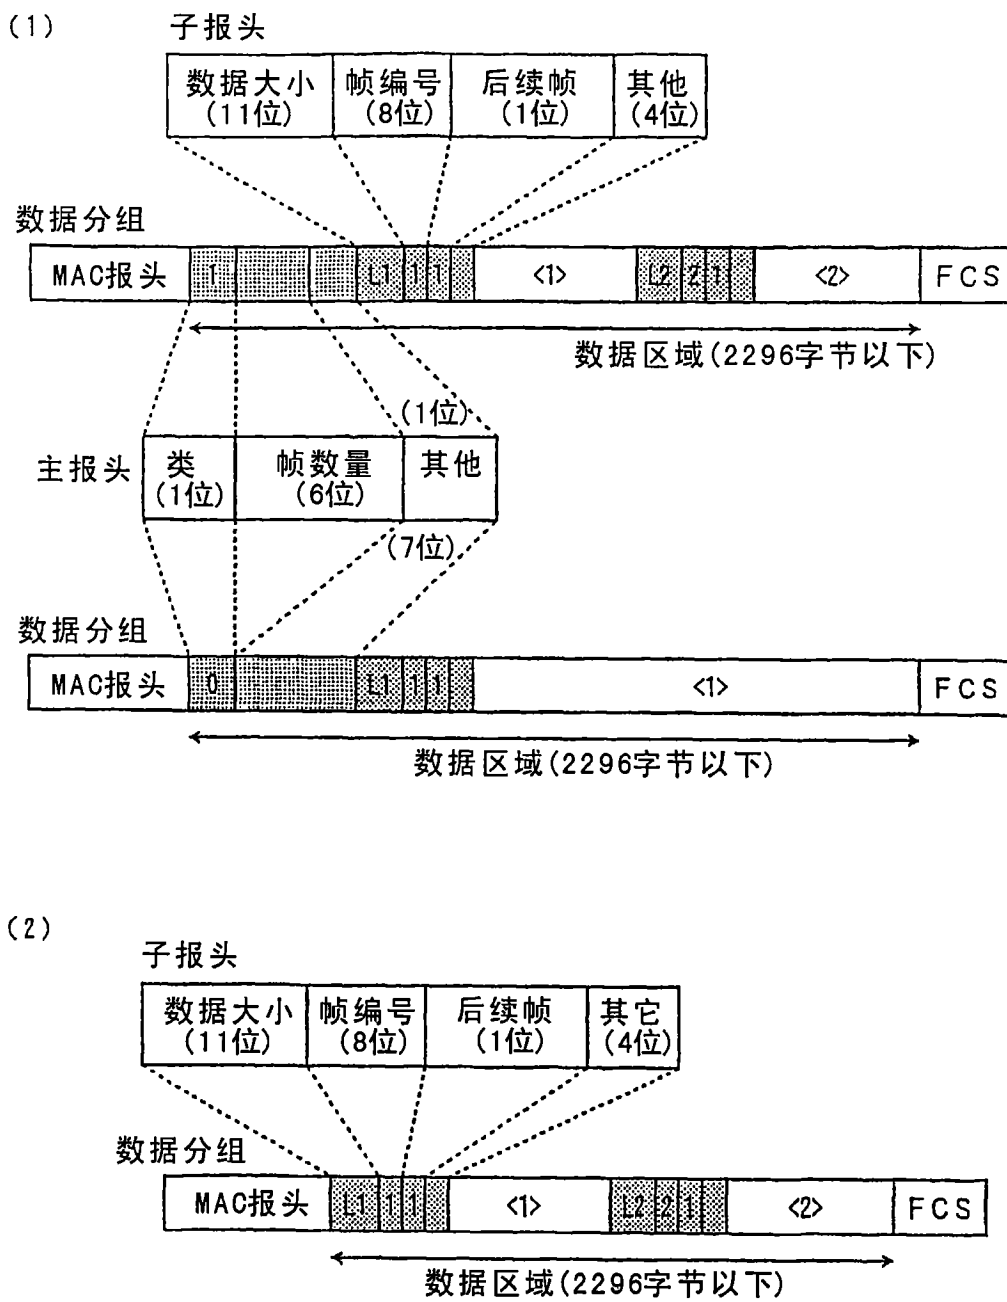 (1)
子报头
数据大小 帧编号 后续帧 其他
(11位) (8位) (1位) (4位)
数据分组
MAC报头 1 L1 1 1 <1> L2 2 1 <2> FCS
数据区域(2296字节以下)
(1位)
主报头 类 帧数量 其他
(1位) (6位)
(7位)
数据分组
MAC报头 0 L1 1 1 <1> FCS
数据区域(2296字节以下)
(2)
子报头
数据大小 帧编号 后续帧 其它
(11位) (8位) (1位) (4位)
数据分组
MAC报头 L1 1 1 <1> L2 2 1 <2> FCS
数据区域(2296字节以下)